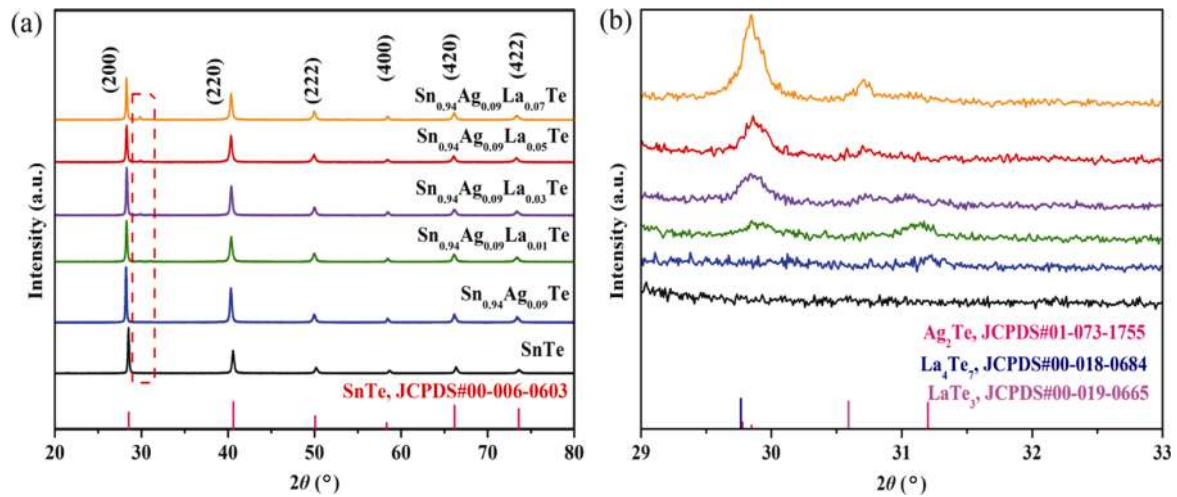 (a)
(200)
(220)
(222)
(400)
(420)
(422)
Sn0.94Ag0.09La0.07Te
Sn0.94Ag0.09La0.05Te
Sn0.94Ag0.09La0.03Te
Sn0.94Ag0.09La0.01Te
Sn0.94Ag0.09Te
SnTe
SnTe, JCPDS#00-006-0603
Intensity (a.u.)
20 30 40 50 60 70 80
2θ (°)
(b)
Ag2Te, JCPDS#01-073-1755
La4Te7, JCPDS#00-018-0684
LaTe3, JCPDS#00-019-0665
Intensity (a.u.)
29 30 31 32 33
2θ (°)